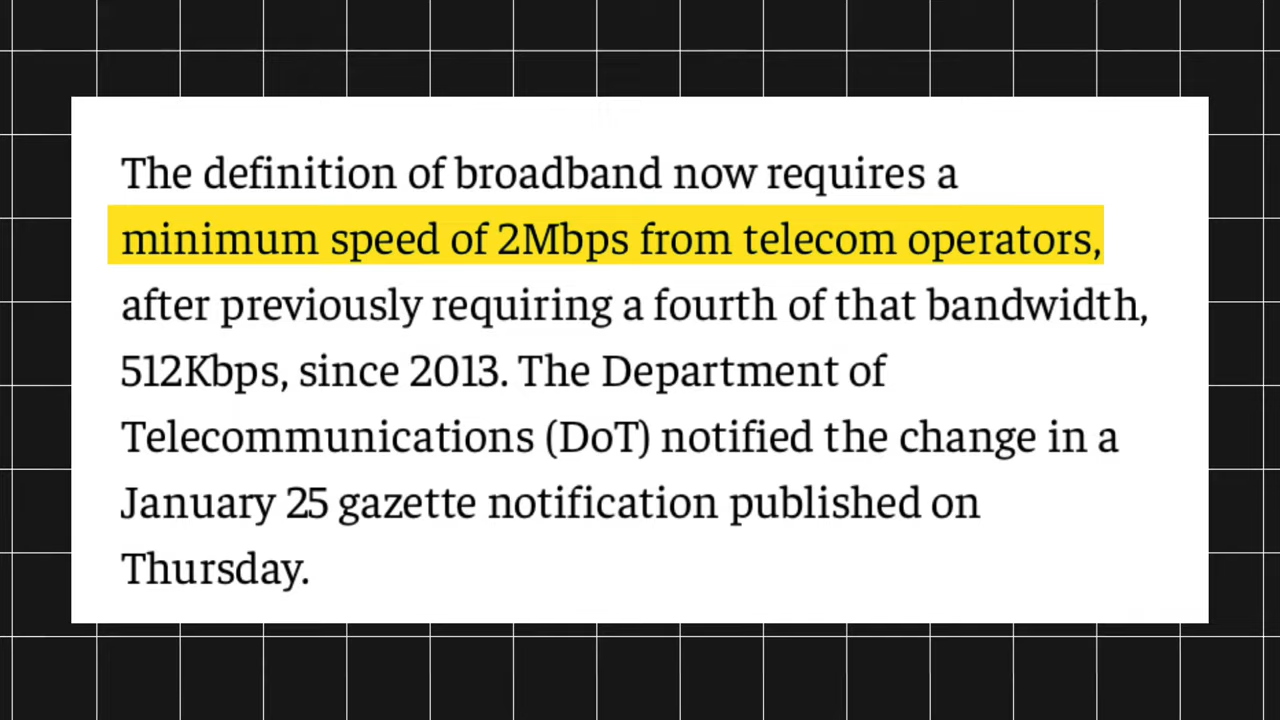 The definition of broadband now requires a
minimum speed of 2Mbps from telecom operators,
after previously requiring a fourth of that bandwidth,
512Kbps, since 2013. The Department of
Telecommunications (DoT) notified the change in a
January 25 gazette notification published on
Thursday.